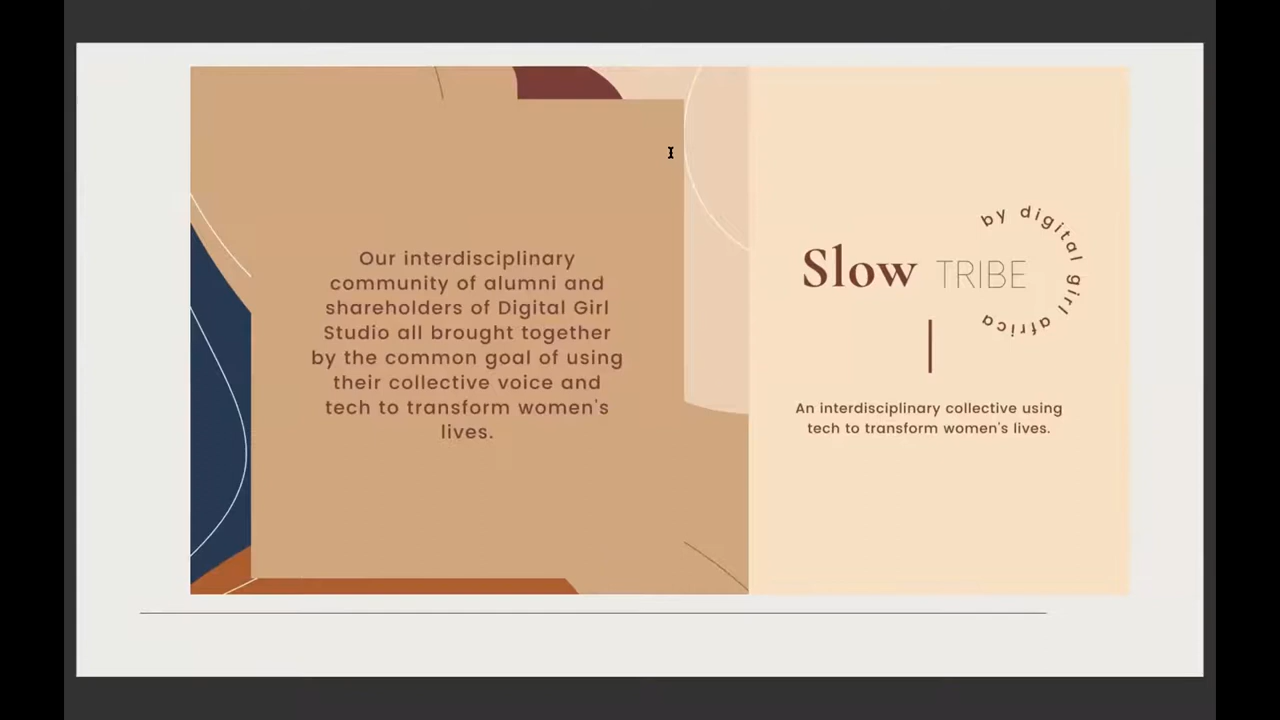 Our interdisciplinary
community of alumni and
shareholders of Digital Girl
Studio all brought together
by the common goal of using
their collective voice and
tech to transform women's
lives.
Slow TRIBE
by digital girl africa
An interdisciplinary collective using
tech to transform women's lives.